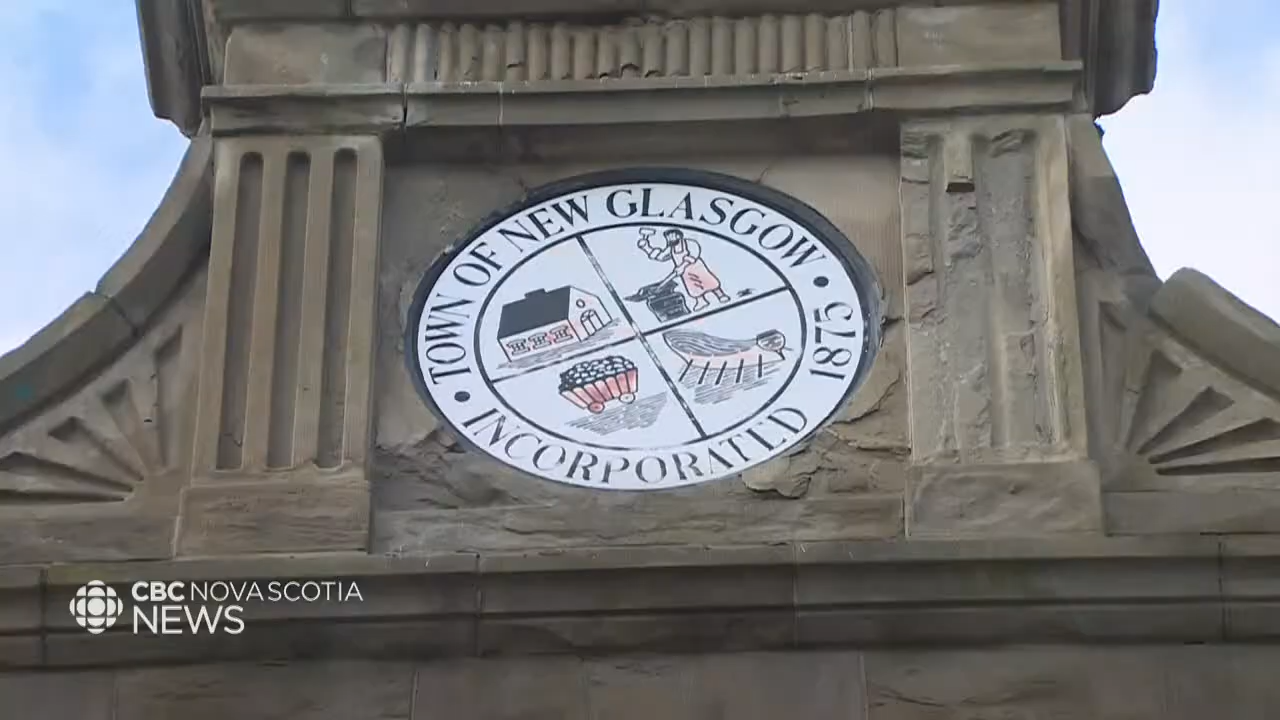 TOWN OF NEW GLASGOW • 1875
• INCORPORATED
CBC NOVA SCOTIA
NEWS